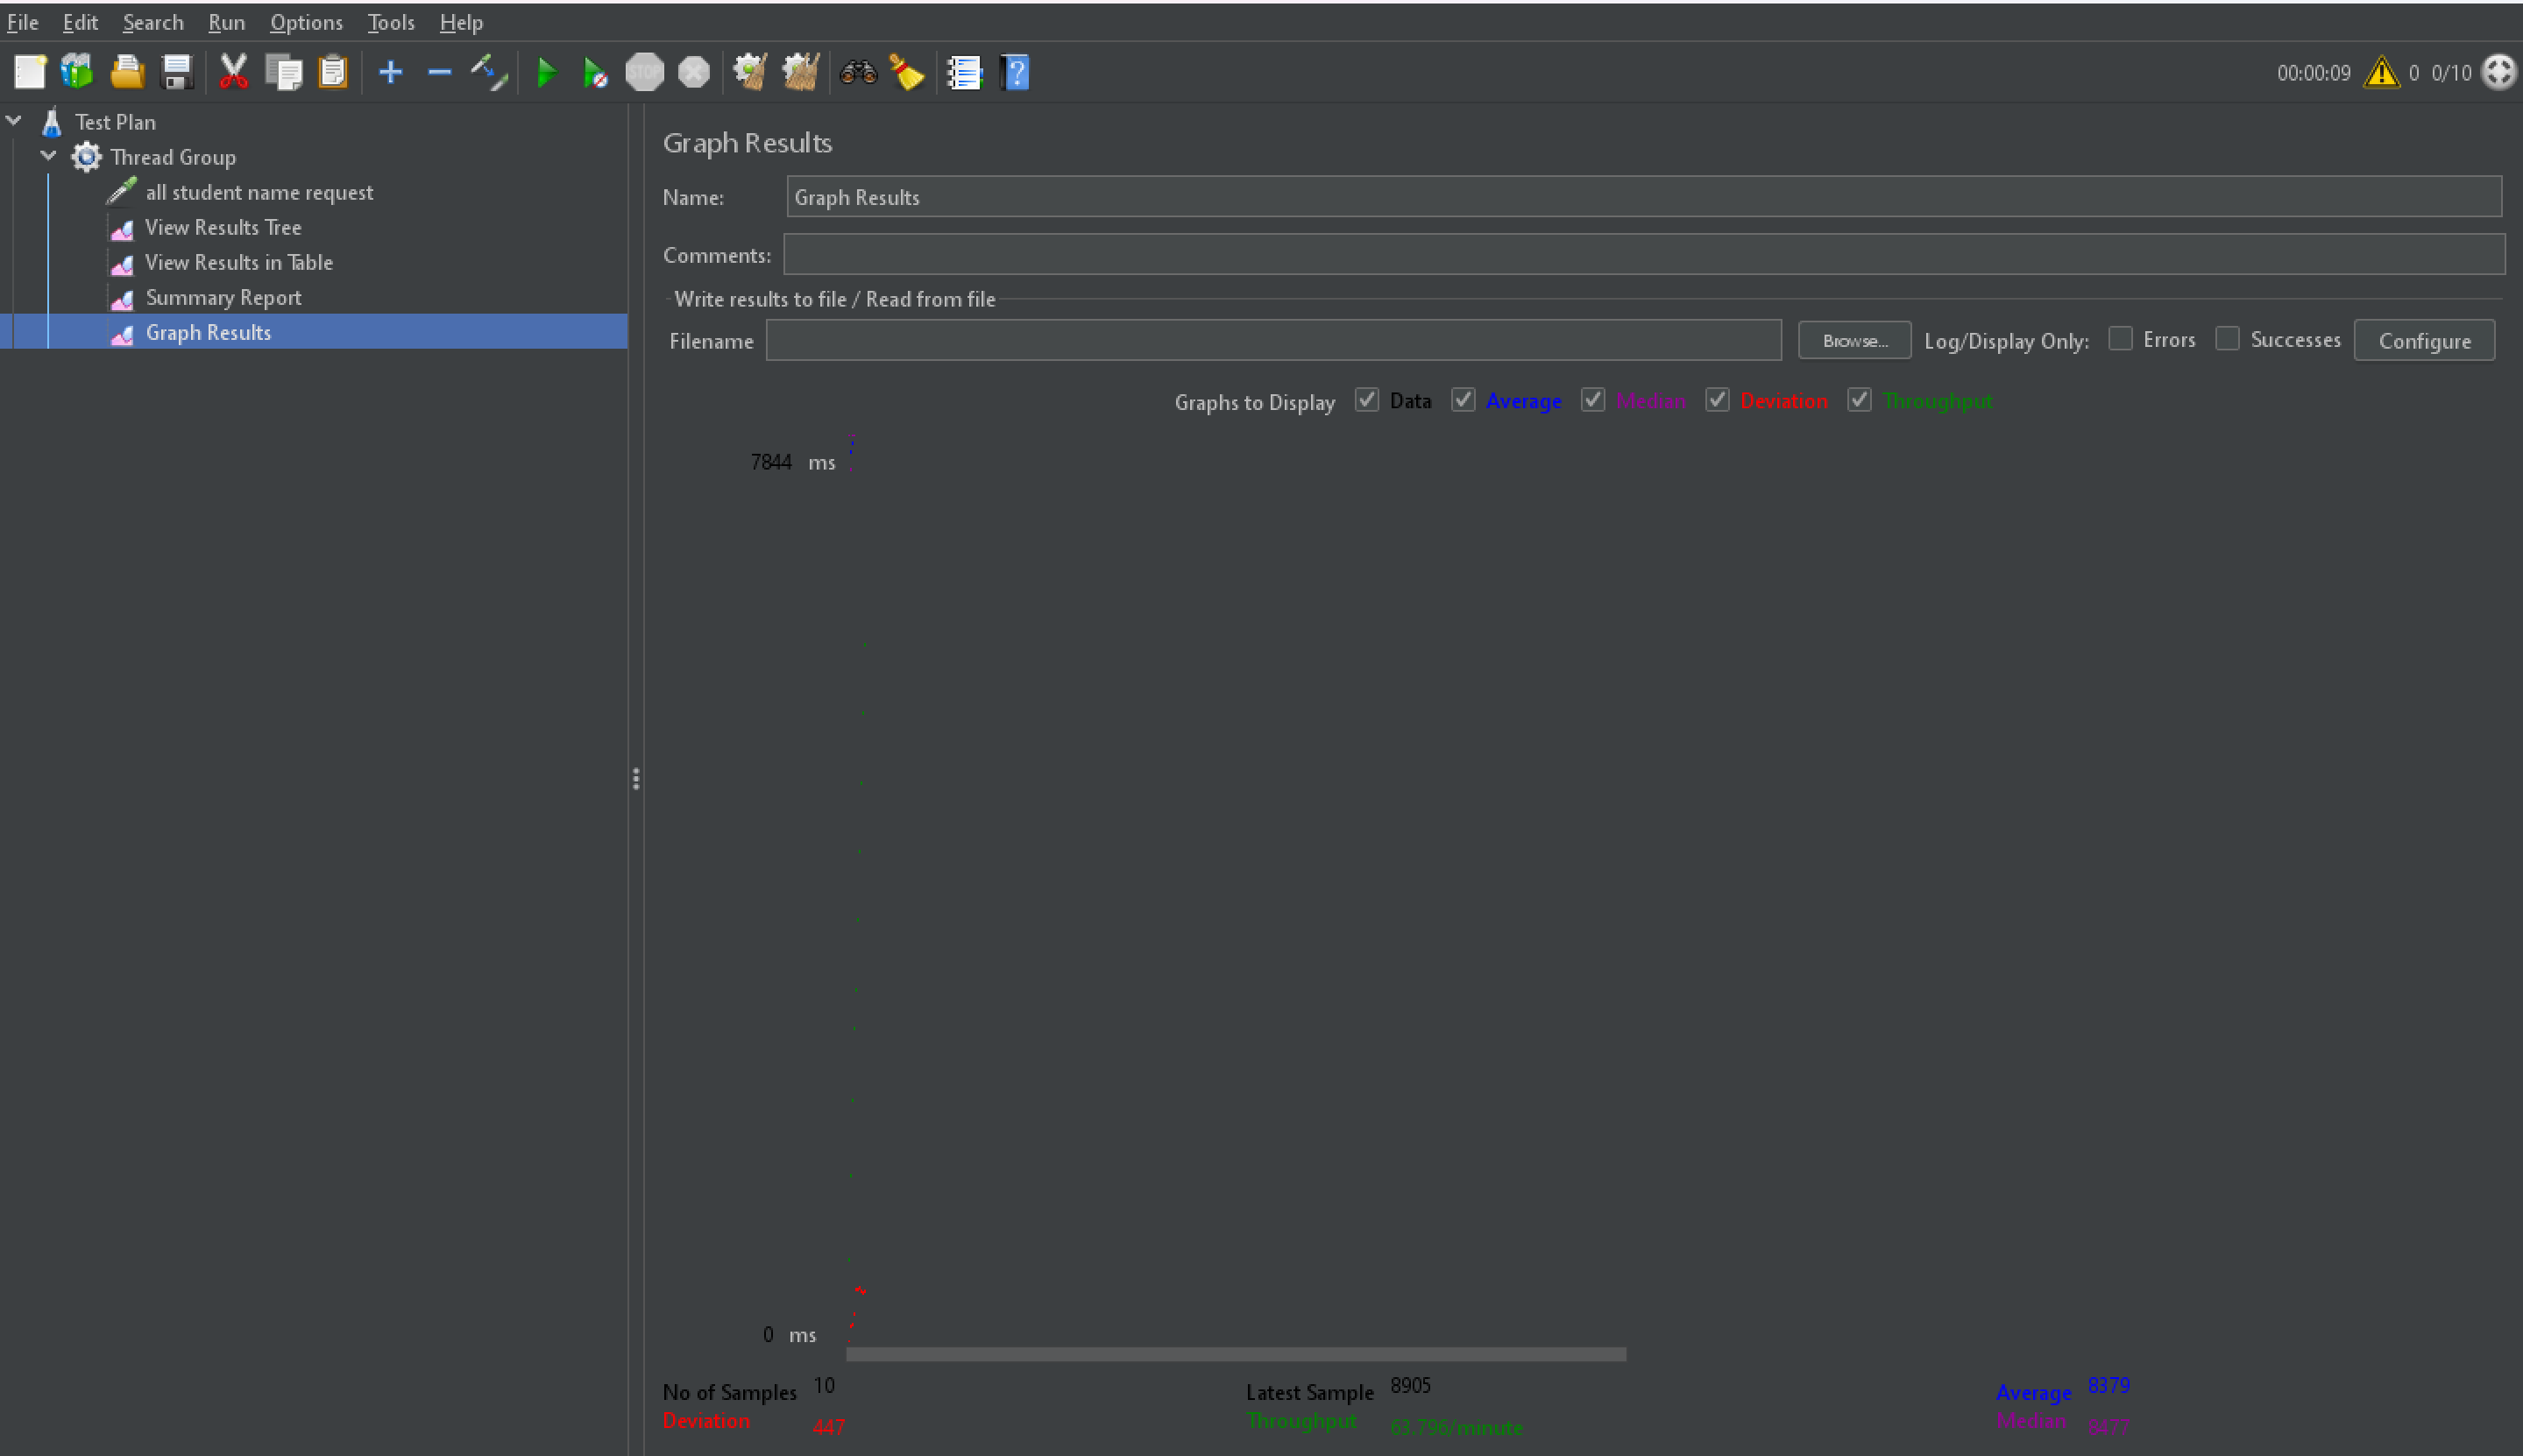 File Edit Search Run Options Tools Help
STOP
00:00:09 0 0/10
Test Plan
Thread Group
all student name request
View Results Tree
View Results in Table
Summary Report
Graph Results
Graph Results
Name: Graph Results
Comments:
Write results to file / Read from file
Filename Browse... Log/Display Only: Errors Successes Configure
Graphs to Display Data Average Median Deviation Throughput
7844 ms
0 ms
No of Samples 10 Latest Sample 8905 Average 8379
Deviation 447 Throughput 63.796/minute Median 8477